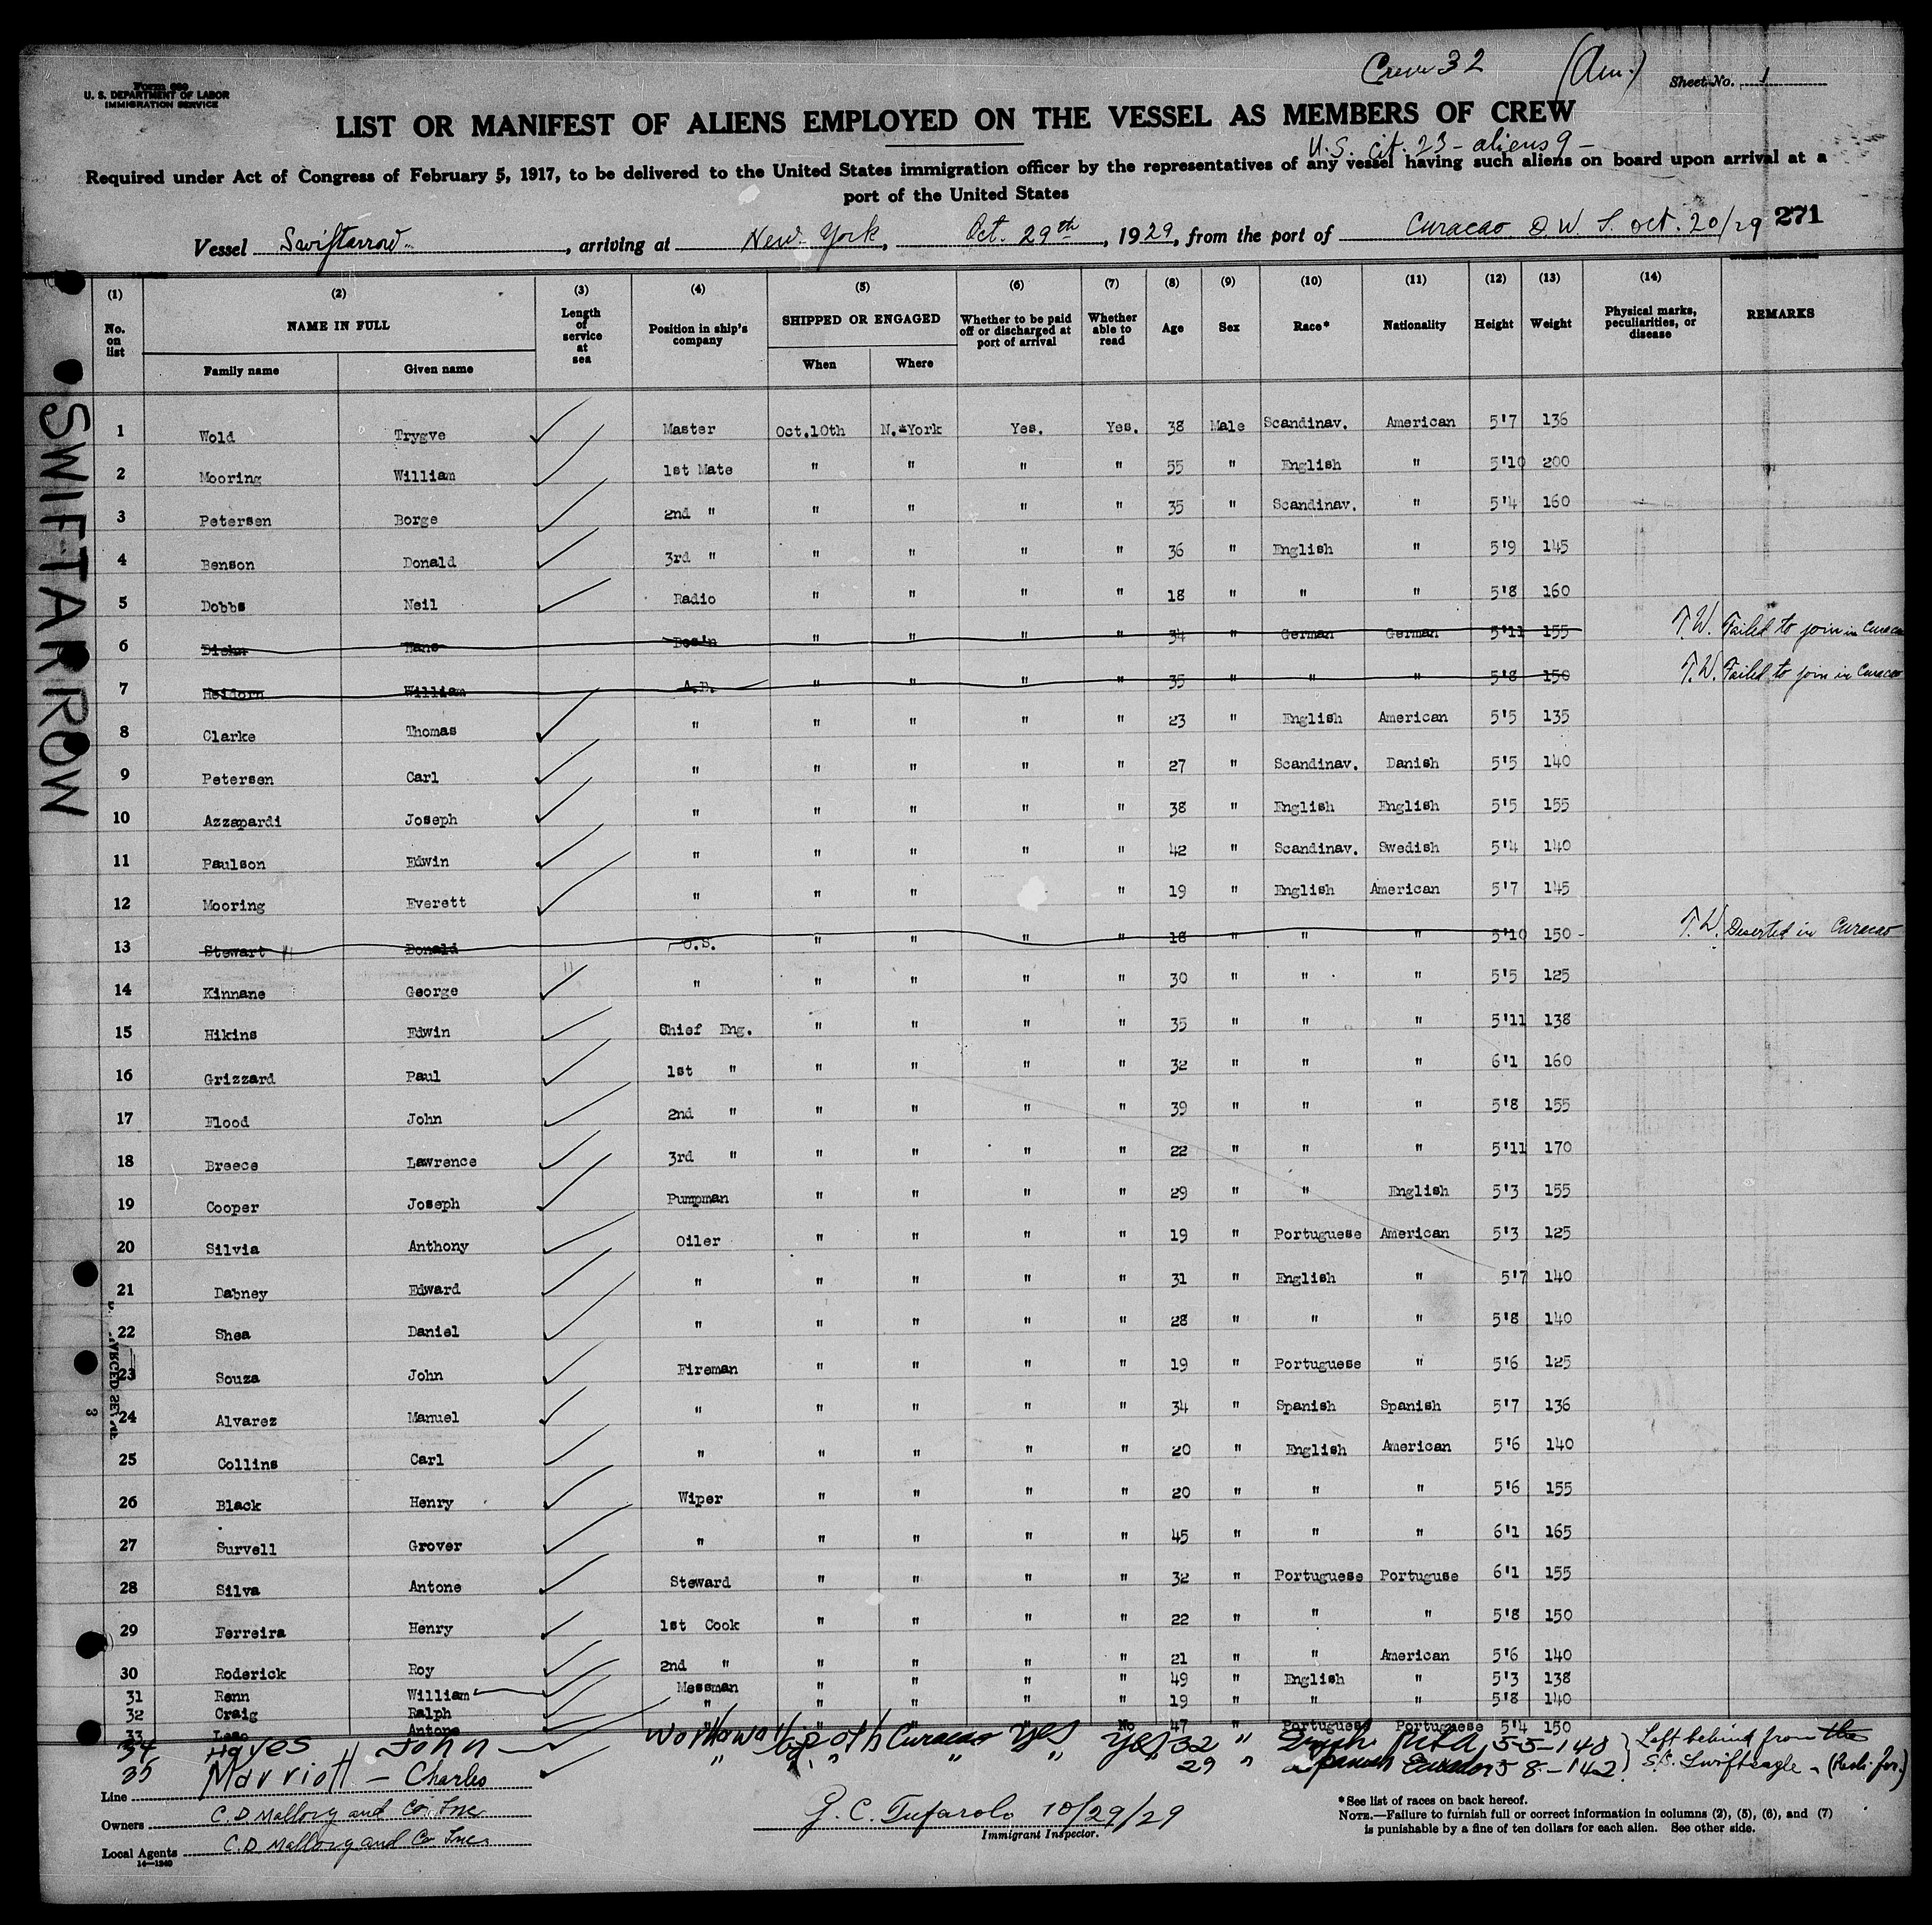 Crew 32 (Am.)
Form 689
U. S. DEPARTMENT OF LABOR
IMMIGRATION SERVICE
Sheet No. 1
LIST OR MANIFEST OF ALIENS EMPLOYED ON THE VESSEL AS MEMBERS OF CREW
U.S. cit. 23 - aliens 9 -
Required under Act of Congress of February 5, 1917, to be delivered to the United States immigration officer by the representatives of any vessel having such aliens on board upon arrival at a
port of the United States
271
Vessel Swiftarrow, arriving at New York, Oct. 29th, 1929, from the port of Curacao D. W. I. Oct. 20/29
(1) (2) (3) (4) (5) (6) (7) (8) (9) (10) (11) (12) (13) (14)
No. on list NAME IN FULL Length of service at sea Position in ship's company SHIPPED OR ENGAGED Whether to be paid off or discharged at port of arrival Whether able to read Age Sex Race* Nationality Height Weight Physical marks, peculiarities, or disease REMARKS
Family name Given name When Where
SWIFTARROW
1 Wold Trygve Master Oct.10th N.York Yes. Yes. 38 Male Scandinav. American 5'7 136
2 Mooring William 1st Mate " " " " 55 " English " 5'10 200
3 Petersen Borge 2nd " " " " " 35 " Scandinav. " 5'4 160
4 Benson Donald 3rd " " " " " 36 " English " 5'9 145
5 Dobbs Neil Radio " " " " 18 " " " 5'8 160
6 Hans Bos'n " " " " 34 " German German 5'11 155 T.W. Failed to join in Curacao
7 Heidorn William A.B. " " " " 35 " " " 5'8 150 T.W. Failed to join in Curacao
8 Clarke Thomas " " " " " 23 " English American 5'5 135
9 Petersen Carl " " " " " 27 " Scandinav. Danish 5'5 140
10 Azzapardi Joseph " " " " " 38 " English English 5'5 155
11 Paulson Edwin " " " " " 42 " Scandinav. Swedish 5'4 140
12 Mooring Everett " " " " 19 " English American 5'7 145
13 Stewart Donald O.S. " " " " 18 " " " 5'10 150 T.W. Deserted in Curacao
14 Kinnane George " " " " " 30 " " " 5'5 125
15 Hikins Edwin Chief Eng. " " " " 35 " " " 5'11 138
16 Grizzard Paul 1st " " " " " 32 " " " 6'1 160
17 Flood John 2nd " " " " " 39 " " " 5'8 155
18 Breece Lawrence 3rd " " " " " 22 " " " 5'11 170
19 Cooper Joseph Pumpman " " " " 29 " " English 5'3 155
20 Silvia Anthony Oiler " " " " 19 " Portuguese American 5'3 125
21 Dabney Edward " " " " " 31 " English " 5'7 140
22 Shea Daniel " " " " " 28 " " " 5'8 140
23 Souza John Fireman " " " " 19 " Portuguese " 5'6 125
24 Alvarez Manuel " " " " " 34 " Spanish Spanish 5'7 136
25 Collins Carl " " " " " 20 " English American 5'6 140
26 Black Henry Wiper " " " " 20 " " " 5'6 155
27 Survell Grover " " " " " 45 " " " 6'1 165
28 Silva Antone Steward " " " " 32 " Portuguese Portuguse 6'1 155
29 Ferreira Henry 1st Cook " " " " 22 " " " 5'8 150
30 Roderick Roy 2nd " " " " " 21 " " American 5'6 140
31 Renn William Messman " " " " 49 " English " 5'3 138
32 Craig Ralph " " " " " 19 " " " 5'8 140
33 Antone " " " " No 47 " Portuguese Portuguese 5'4 150
34 Hayes John Workaway Curacao Yes Yes 32 " Irish 5-5-140 Left behind from the
35 Marriott - Charles " " " 29 " Spanish Ecuador 5 8-142 S.S. Swifteagle -
Line
Owners C. D Mallory and Co. Inc.
Local Agents C. D Mallory and Co Inc.
14—1240
G. C. Tufarolo 10/29/29
Immigrant Inspector.
*See list of races on back hereof.
NOTE.—Failure to furnish full or correct information in columns (2), (5), (6), and (7)
is punishable by a fine of ten dollars for each alien. See other side.